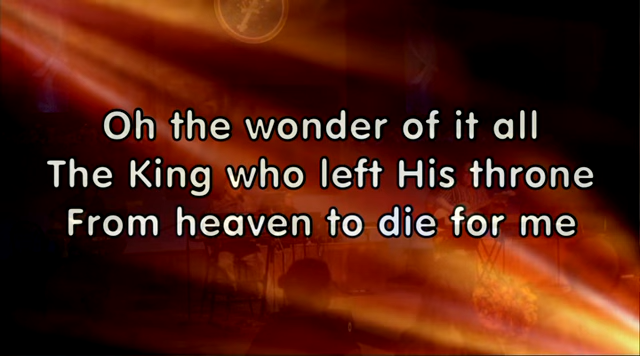 Oh the wonder of it all
The King who left His throne
From heaven to die for me